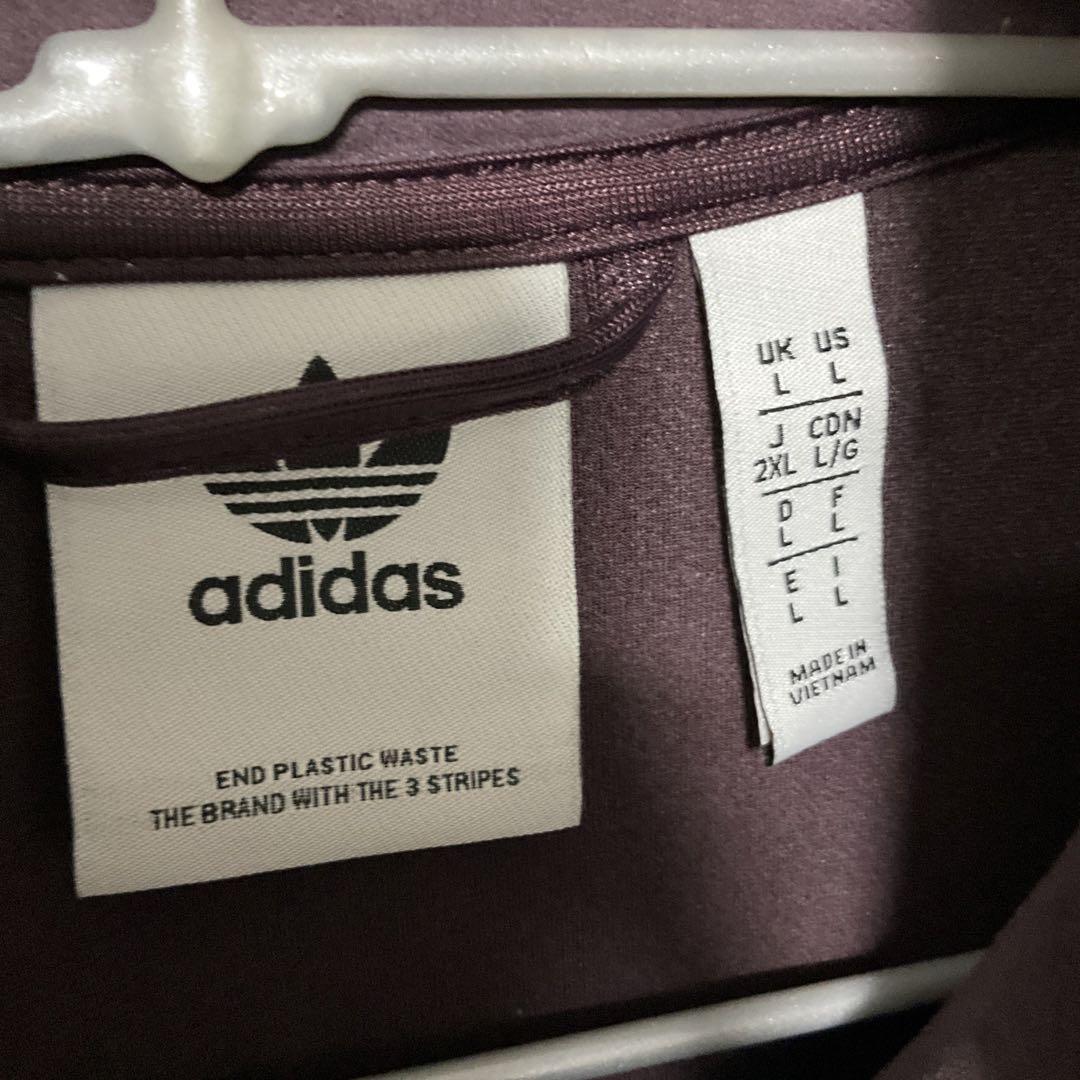 adidas
END PLASTIC WASTE
THE BRAND WITH THE 3 STRIPES
UK US
L L
J CDN
2XL L/G
D F
L L
E I
L L
MADE IN
VIETNAM